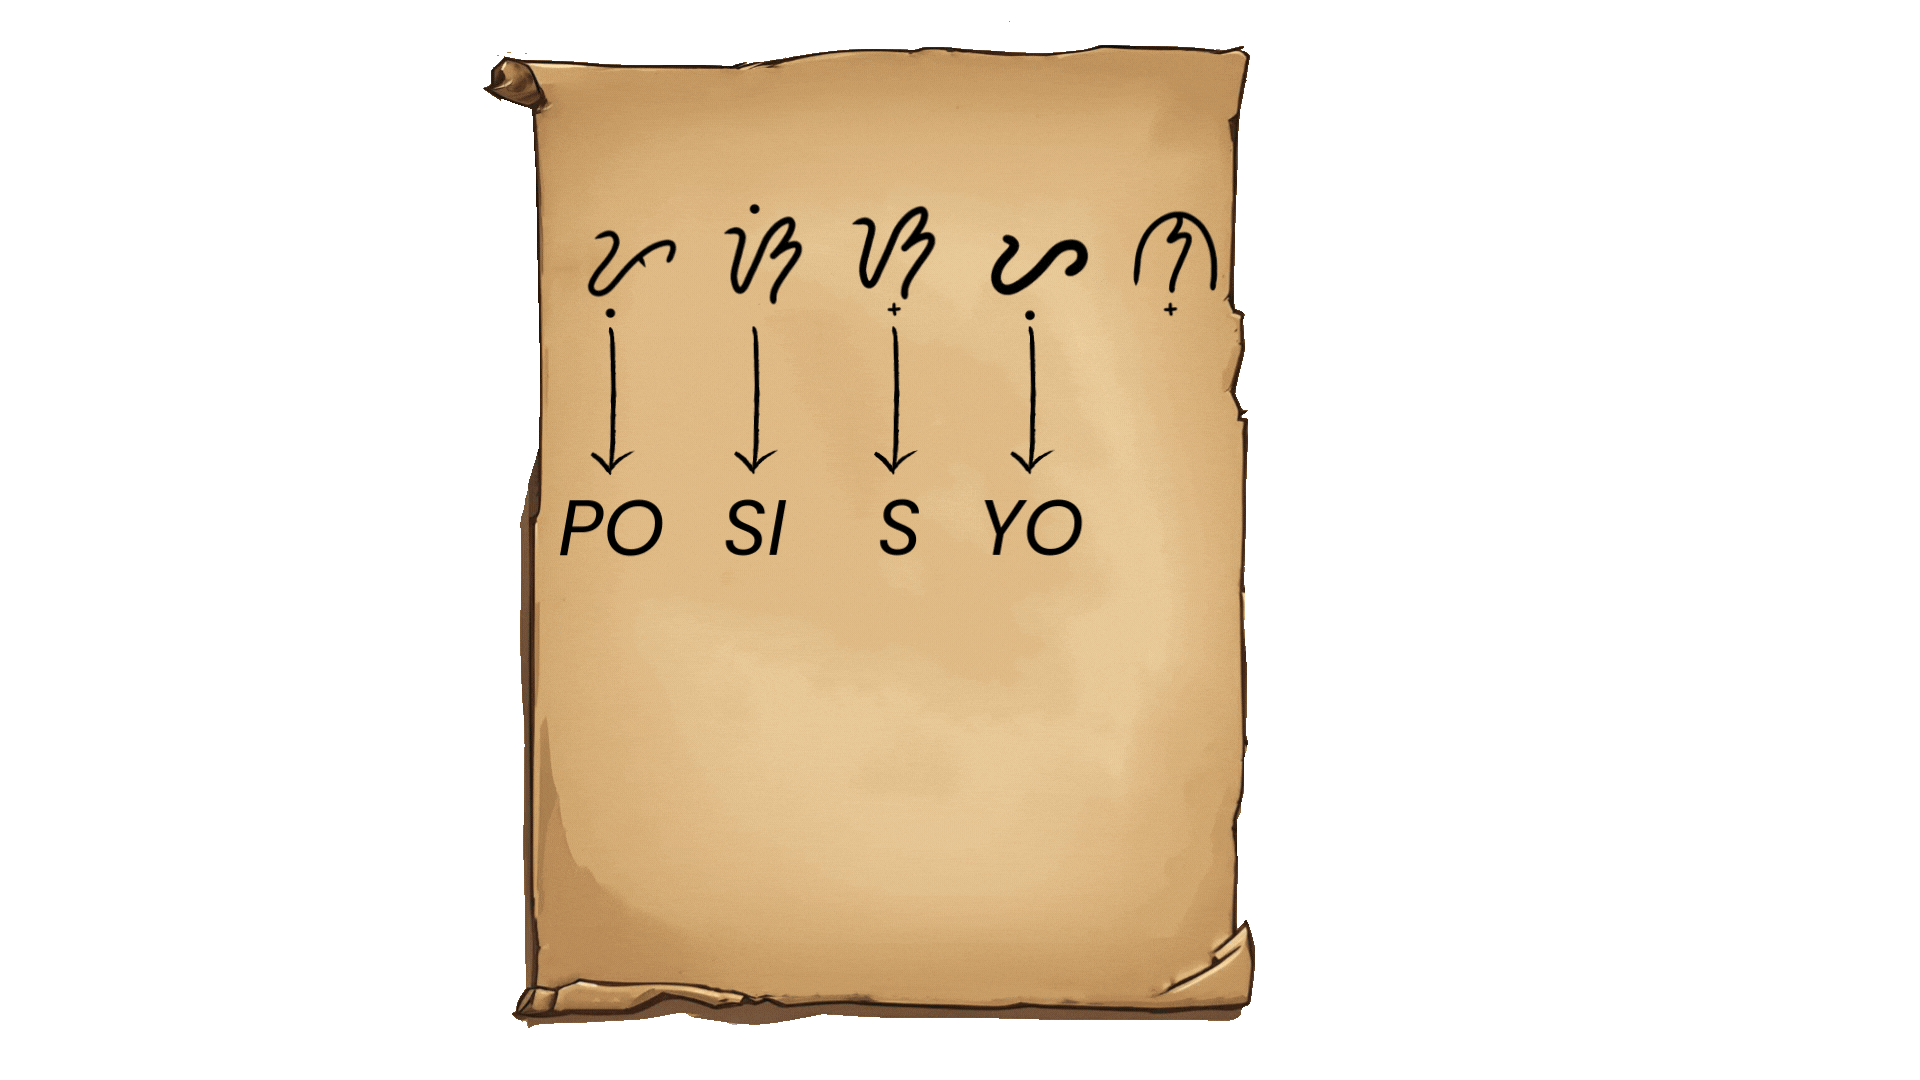 ᜉᜓ ᜐᜒ ᜐ᜔ ᜌᜓ ᜈ᜔
PO SI S YO